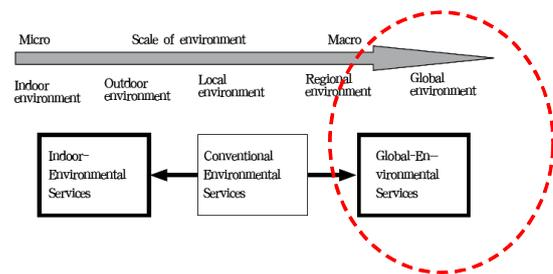 Micro Scale of environment Macro
Indoor environment
Outdoor environment
Local environment
Regional environment
Global environment
Indoor-
Environmental
Services
Conventional
Environmental
Services
Global-En-
vironmental
Services